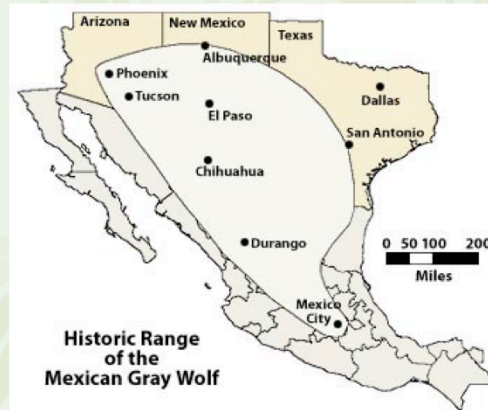 Arizona
New Mexico
Texas
Albuquerque
Phoenix
Tucson
El Paso
Dallas
San Antonio
Chihuahua
Durango
0 50 100 200
Miles
Mexico
City
Historic Range
of the
Mexican Gray Wolf